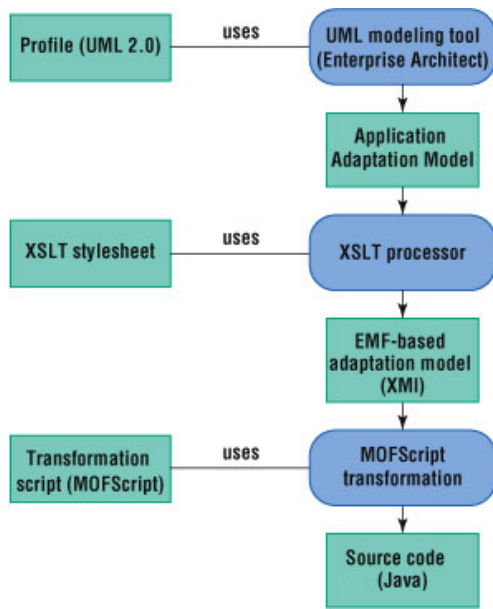 Profile (UML 2.0)
uses
UML modeling tool
(Enterprise Architect)
Application
Adaptation Model
XSLT stylesheet
uses
XSLT processor
EMF-based
adaptation model
(XMI)
Transformation
script (MOFScript)
uses
MOFScript
transformation
Source code
(Java)